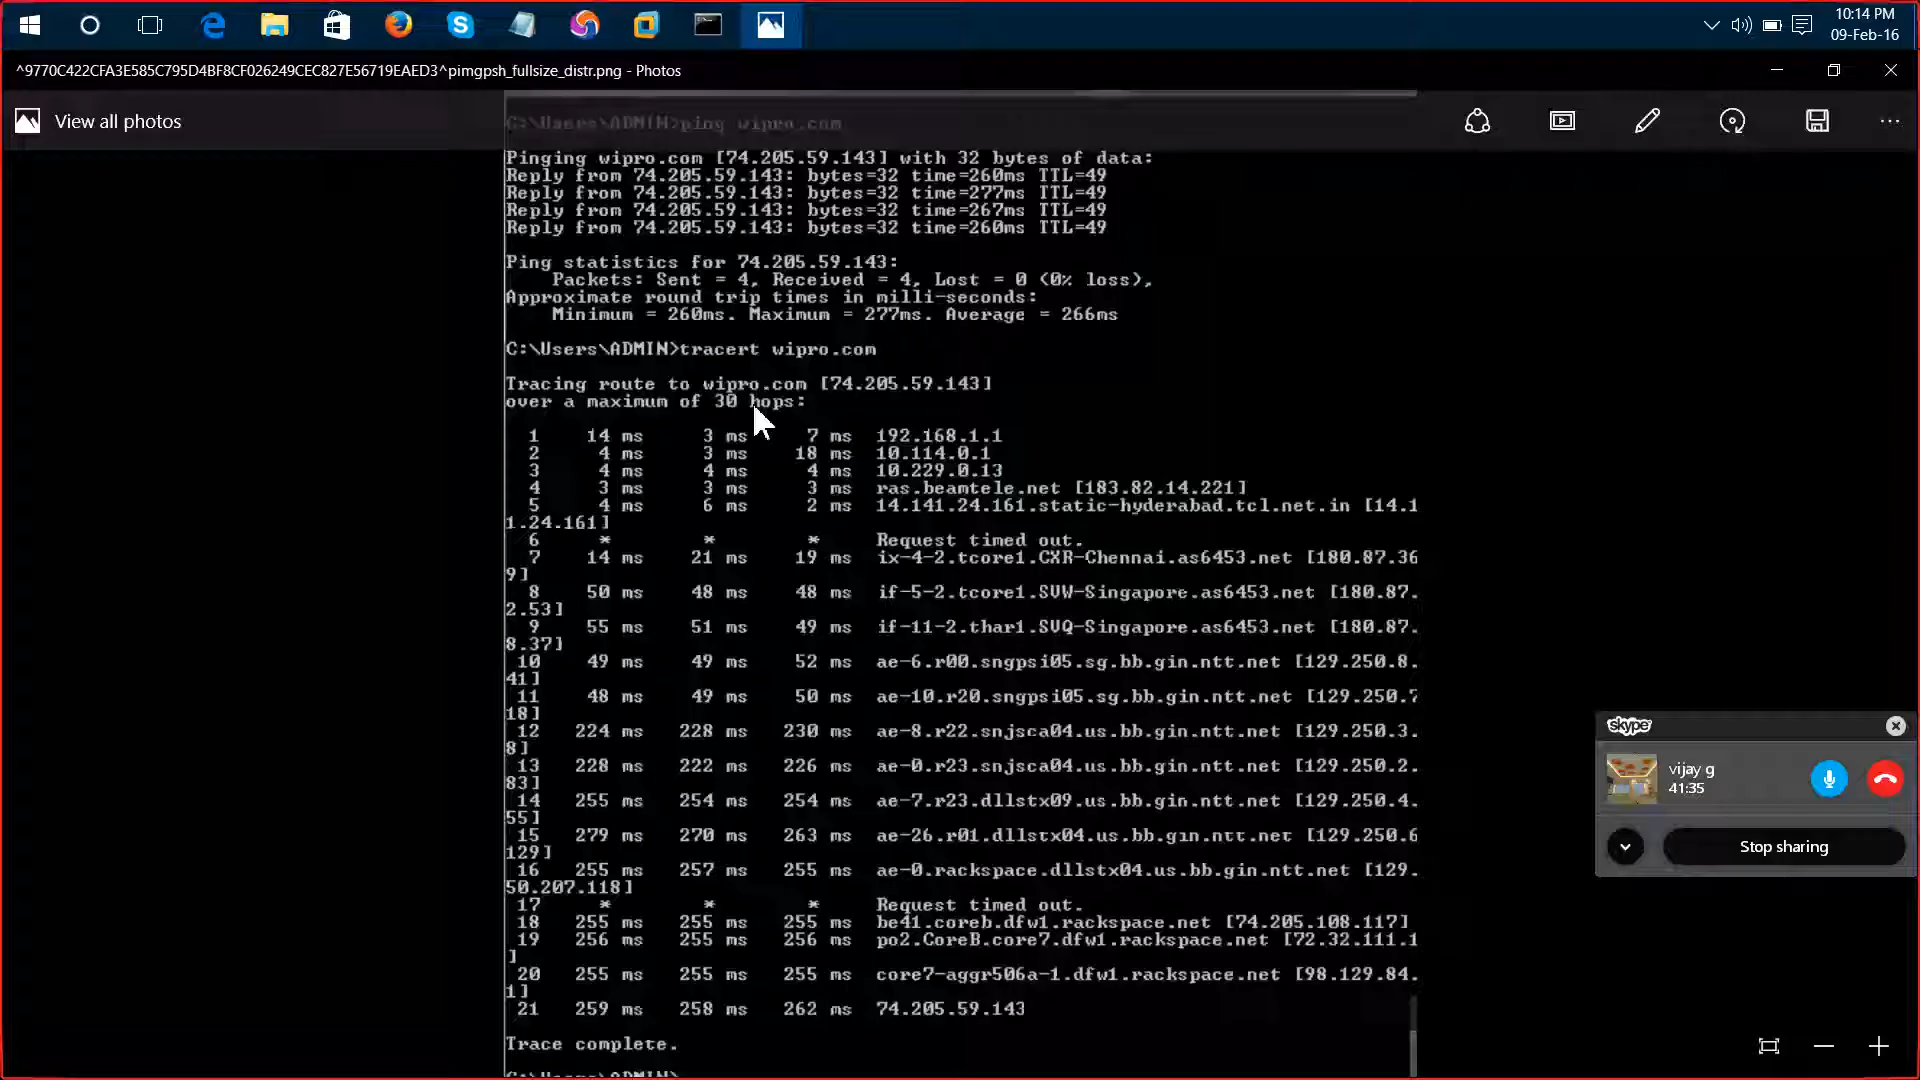 10:14 PM
09-Feb-16
^9770C422CFA3E585C795D4BF8CF026249CEC827E56719EAED3^pimgpsh_fullsize_distr.png - Photos
View all photos
C:\Users\ADMIN>ping wipro.com
Pinging wipro.com [74.205.59.143] with 32 bytes of data:
Reply from 74.205.59.143: bytes=32 time=260ms TTL=49
Reply from 74.205.59.143: bytes=32 time=277ms TTL=49
Reply from 74.205.59.143: bytes=32 time=267ms TTL=49
Reply from 74.205.59.143: bytes=32 time=260ms TTL=49
Ping statistics for 74.205.59.143:
Packets: Sent = 4, Received = 4, Lost = 0 (0% loss),
Approximate round trip times in milli-seconds:
Minimum = 260ms. Maximum = 277ms. Average = 266ms
C:\Users\ADMIN>tracert wipro.com
Tracing route to wipro.com [74.205.59.143]
over a maximum of 30 hops:
1 14 ms 3 ms 7 ms 192.168.1.1
2 4 ms 3 ms 18 ms 10.114.0.1
3 4 ms 4 ms 4 ms 10.229.0.13
4 3 ms 3 ms 3 ms ras.beamtele.net [183.82.14.221]
5 4 ms 6 ms 2 ms 14.141.24.161.static-hyderabad.tcl.net.in [14.1
1.24.161]
6 * * * Request timed out.
7 14 ms 21 ms 19 ms ix-4-2.tcore1.CXR-Chennai.as6453.net [180.87.36
9]
8 50 ms 48 ms 48 ms if-5-2.tcore1.SVW-Singapore.as6453.net [180.87.
2.53]
9 55 ms 51 ms 49 ms if-11-2.thar1.SVQ-Singapore.as6453.net [180.87.
8.37]
10 49 ms 49 ms 52 ms ae-6.r00.sngpsi05.sg.bb.gin.ntt.net [129.250.8.
41]
11 48 ms 49 ms 50 ms ae-10.r20.sngpsi05.sg.bb.gin.ntt.net [129.250.7
18]
12 224 ms 228 ms 230 ms ae-8.r22.snjsca04.us.bb.gin.ntt.net [129.250.3.
8]
13 228 ms 222 ms 226 ms ae-0.r23.snjsca04.us.bb.gin.ntt.net [129.250.2.
83]
14 255 ms 254 ms 254 ms ae-7.r23.dllstx09.us.bb.gin.ntt.net [129.250.4.
55]
15 279 ms 270 ms 263 ms ae-26.r01.dllstx04.us.bb.gin.ntt.net [129.250.6
129]
16 255 ms 257 ms 255 ms ae-0.rackspace.dllstx04.us.bb.gin.ntt.net [129.
50.207.118]
17 * * * Request timed out.
18 255 ms 255 ms 255 ms be41.coreb.dfw1.rackspace.net [74.205.108.117]
19 256 ms 255 ms 256 ms po2.CoreB.core7.dfw1.rackspace.net [72.32.111.1
]
20 255 ms 255 ms 255 ms core7-aggr506a-1.dfw1.rackspace.net [98.129.84.
1]
21 259 ms 258 ms 262 ms 74.205.59.143
Trace complete.
C:\Users\ADMIN>
skype
vijay g
41:35
Stop sharing